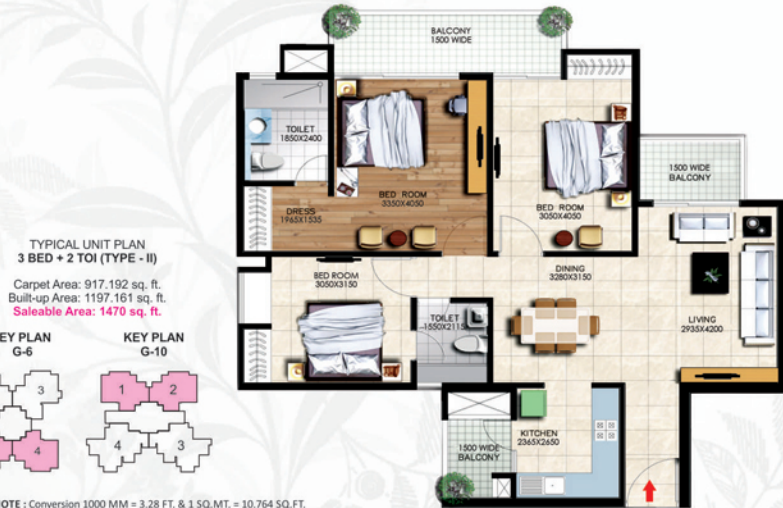 BALCONY
1500 WIDE
TOILET
1850X2400
BED ROOM
3350X4050
DRESS
1965X1535
BED ROOM
3050X4050
1500 WIDE
BALCONY
TYPICAL UNIT PLAN
3 BED + 2 TOI (TYPE - II)
Carpet Area: 917.192 sq. ft.
Built-up Area: 1197.161 sq. ft.
Saleable Area: 1470 sq. ft.
BED ROOM
3050X3150
DINING
3280X3150
TOILET
1550X2115
LIVING
2935X4200
EY PLAN
G-6
3
4
KEY PLAN
G-10
1
2
4
3
KITCHEN
2365X2650
1500 WIDE
BALCONY
OTE : Conversion 1000 MM = 3.28 FT. & 1 SQ.MT. = 10.764 SQ.FT.